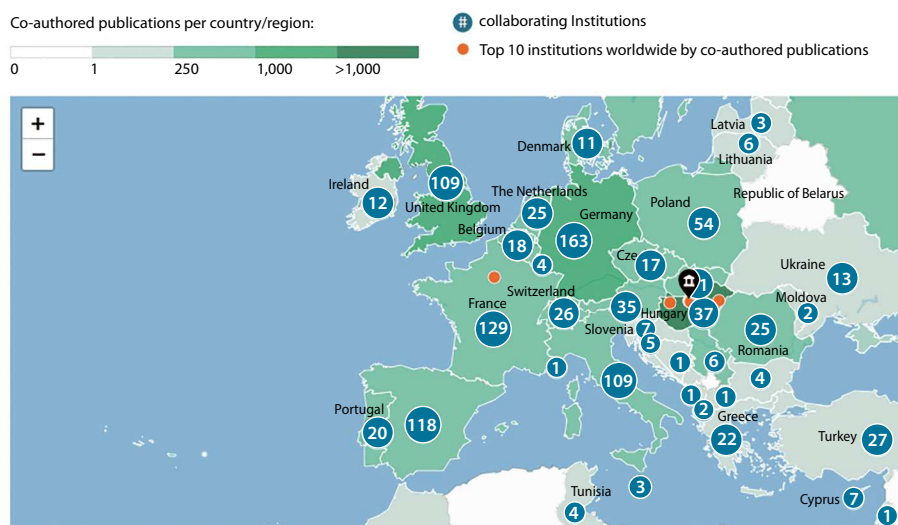 Co-authored publications per country/region:
# collaborating Institutions
Top 10 institutions worldwide by co-authored publications
0 1 250 1,000 >1,000
+
−
Latvia 3
Denmark 11
6
Lithuania
Ireland
109
The Netherlands
Republic of Belarus
12
United Kingdom
25
Germany
Poland
54
Belgium
18
163
Cze
17
4
Ukraine
13
Switzerland
1
Moldova
France
26
35
Hungary
37
2
129
Slovenia 7
25
5
Romania
1
1
6
4
109
1
1
2
Portugal
118
Greece
20
22
Turkey 27
Tunisia
3
Cyprus 7
4
1